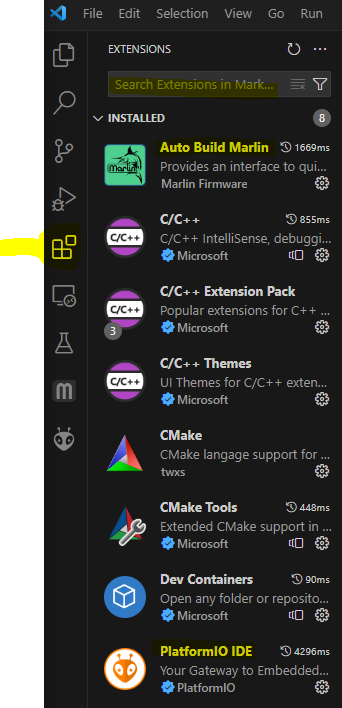 File Edit Selection View Go Run
EXTENSIONS
Search Extensions in Mark...
INSTALLED 8
Auto Build Marlin 1669ms
Provides an interface to qui...
Marlin Firmware
C/C++ 855ms
C/C++ IntelliSense, debuggi...
Microsoft
C/C++ Extension Pack
Popular extensions for C++ ...
3 Microsoft
C/C++ Themes
UI Themes for C/C++ exten...
Microsoft
CMake
CMake langage support for ...
twxs
CMake Tools 448ms
Extended CMake support in ...
Microsoft
Dev Containers 90ms
Open any folder or reposito...
Microsoft
PlatformIO IDE 4296ms
Your Gateway to Embedded...
PlatformIO